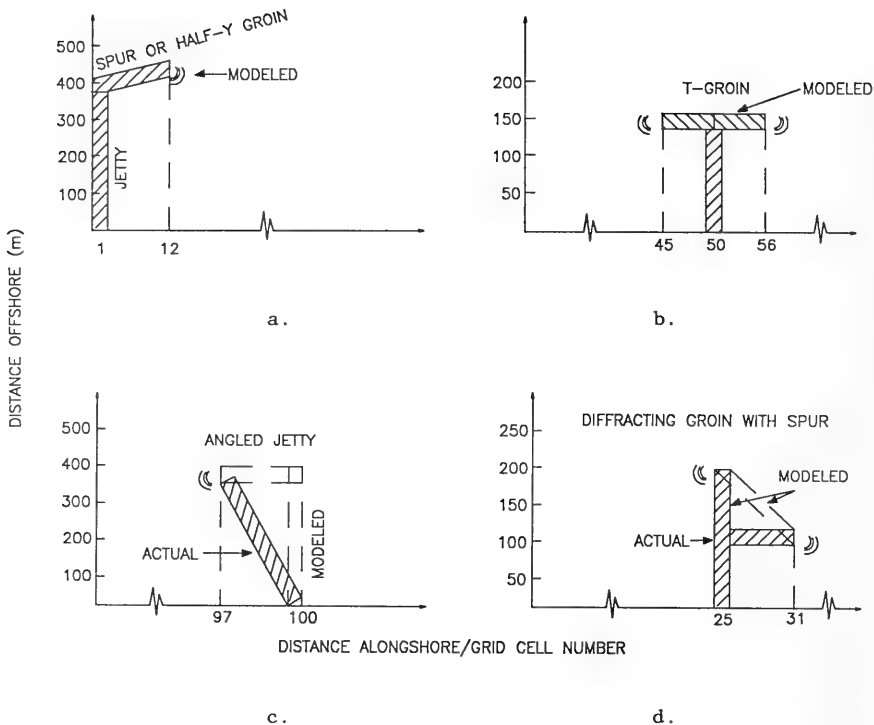 500
400
300
200
100
SPUR OR HALF-Y GROIN
MODELED
JETTY
1
12
a.
200
150
100
50
T-GROIN
MODELED
45
50
56
b.
DISTANCE OFFSHORE (m)
500
400
300
200
100
ANGLED JETTY
ACTUAL
MODELED
97
100
c.
250
200
150
100
50
DIFFRACTING GROIN WITH SPUR
MODELED
ACTUAL
25
31
DISTANCE ALONGSHORE/GRID CELL NUMBER
d.